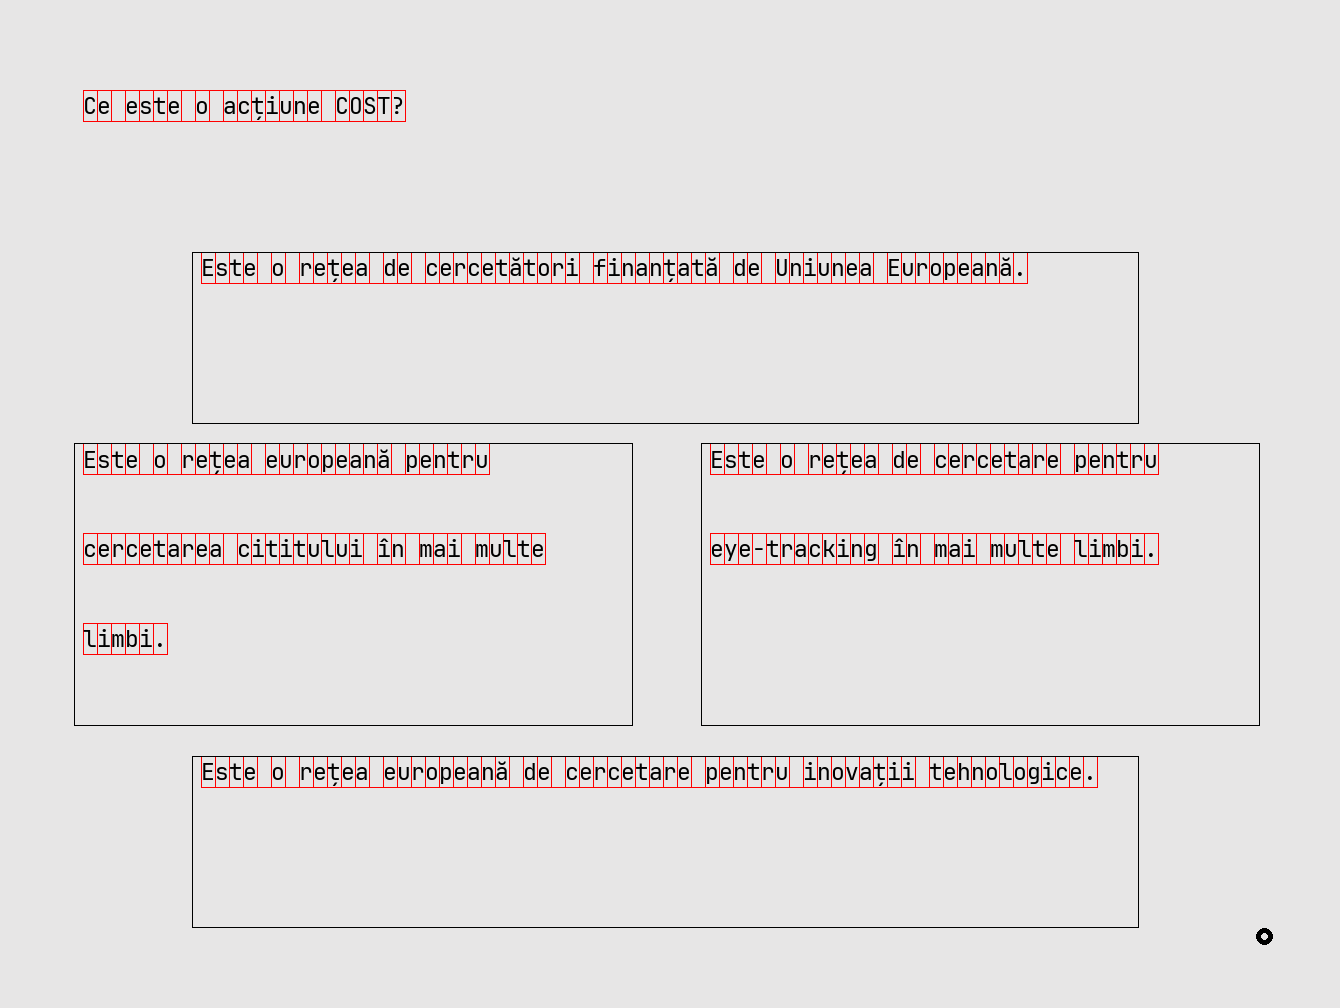 Ce este o acțiune COST?
Este o rețea de cercetători finanțată de Uniunea Europeană.
Este o rețea europeană pentru
cercetarea cititului în mai multe
limbi.
Este o rețea de cercetare pentru
eye-tracking în mai multe limbi.
Este o rețea europeană de cercetare pentru inovații tehnologice.